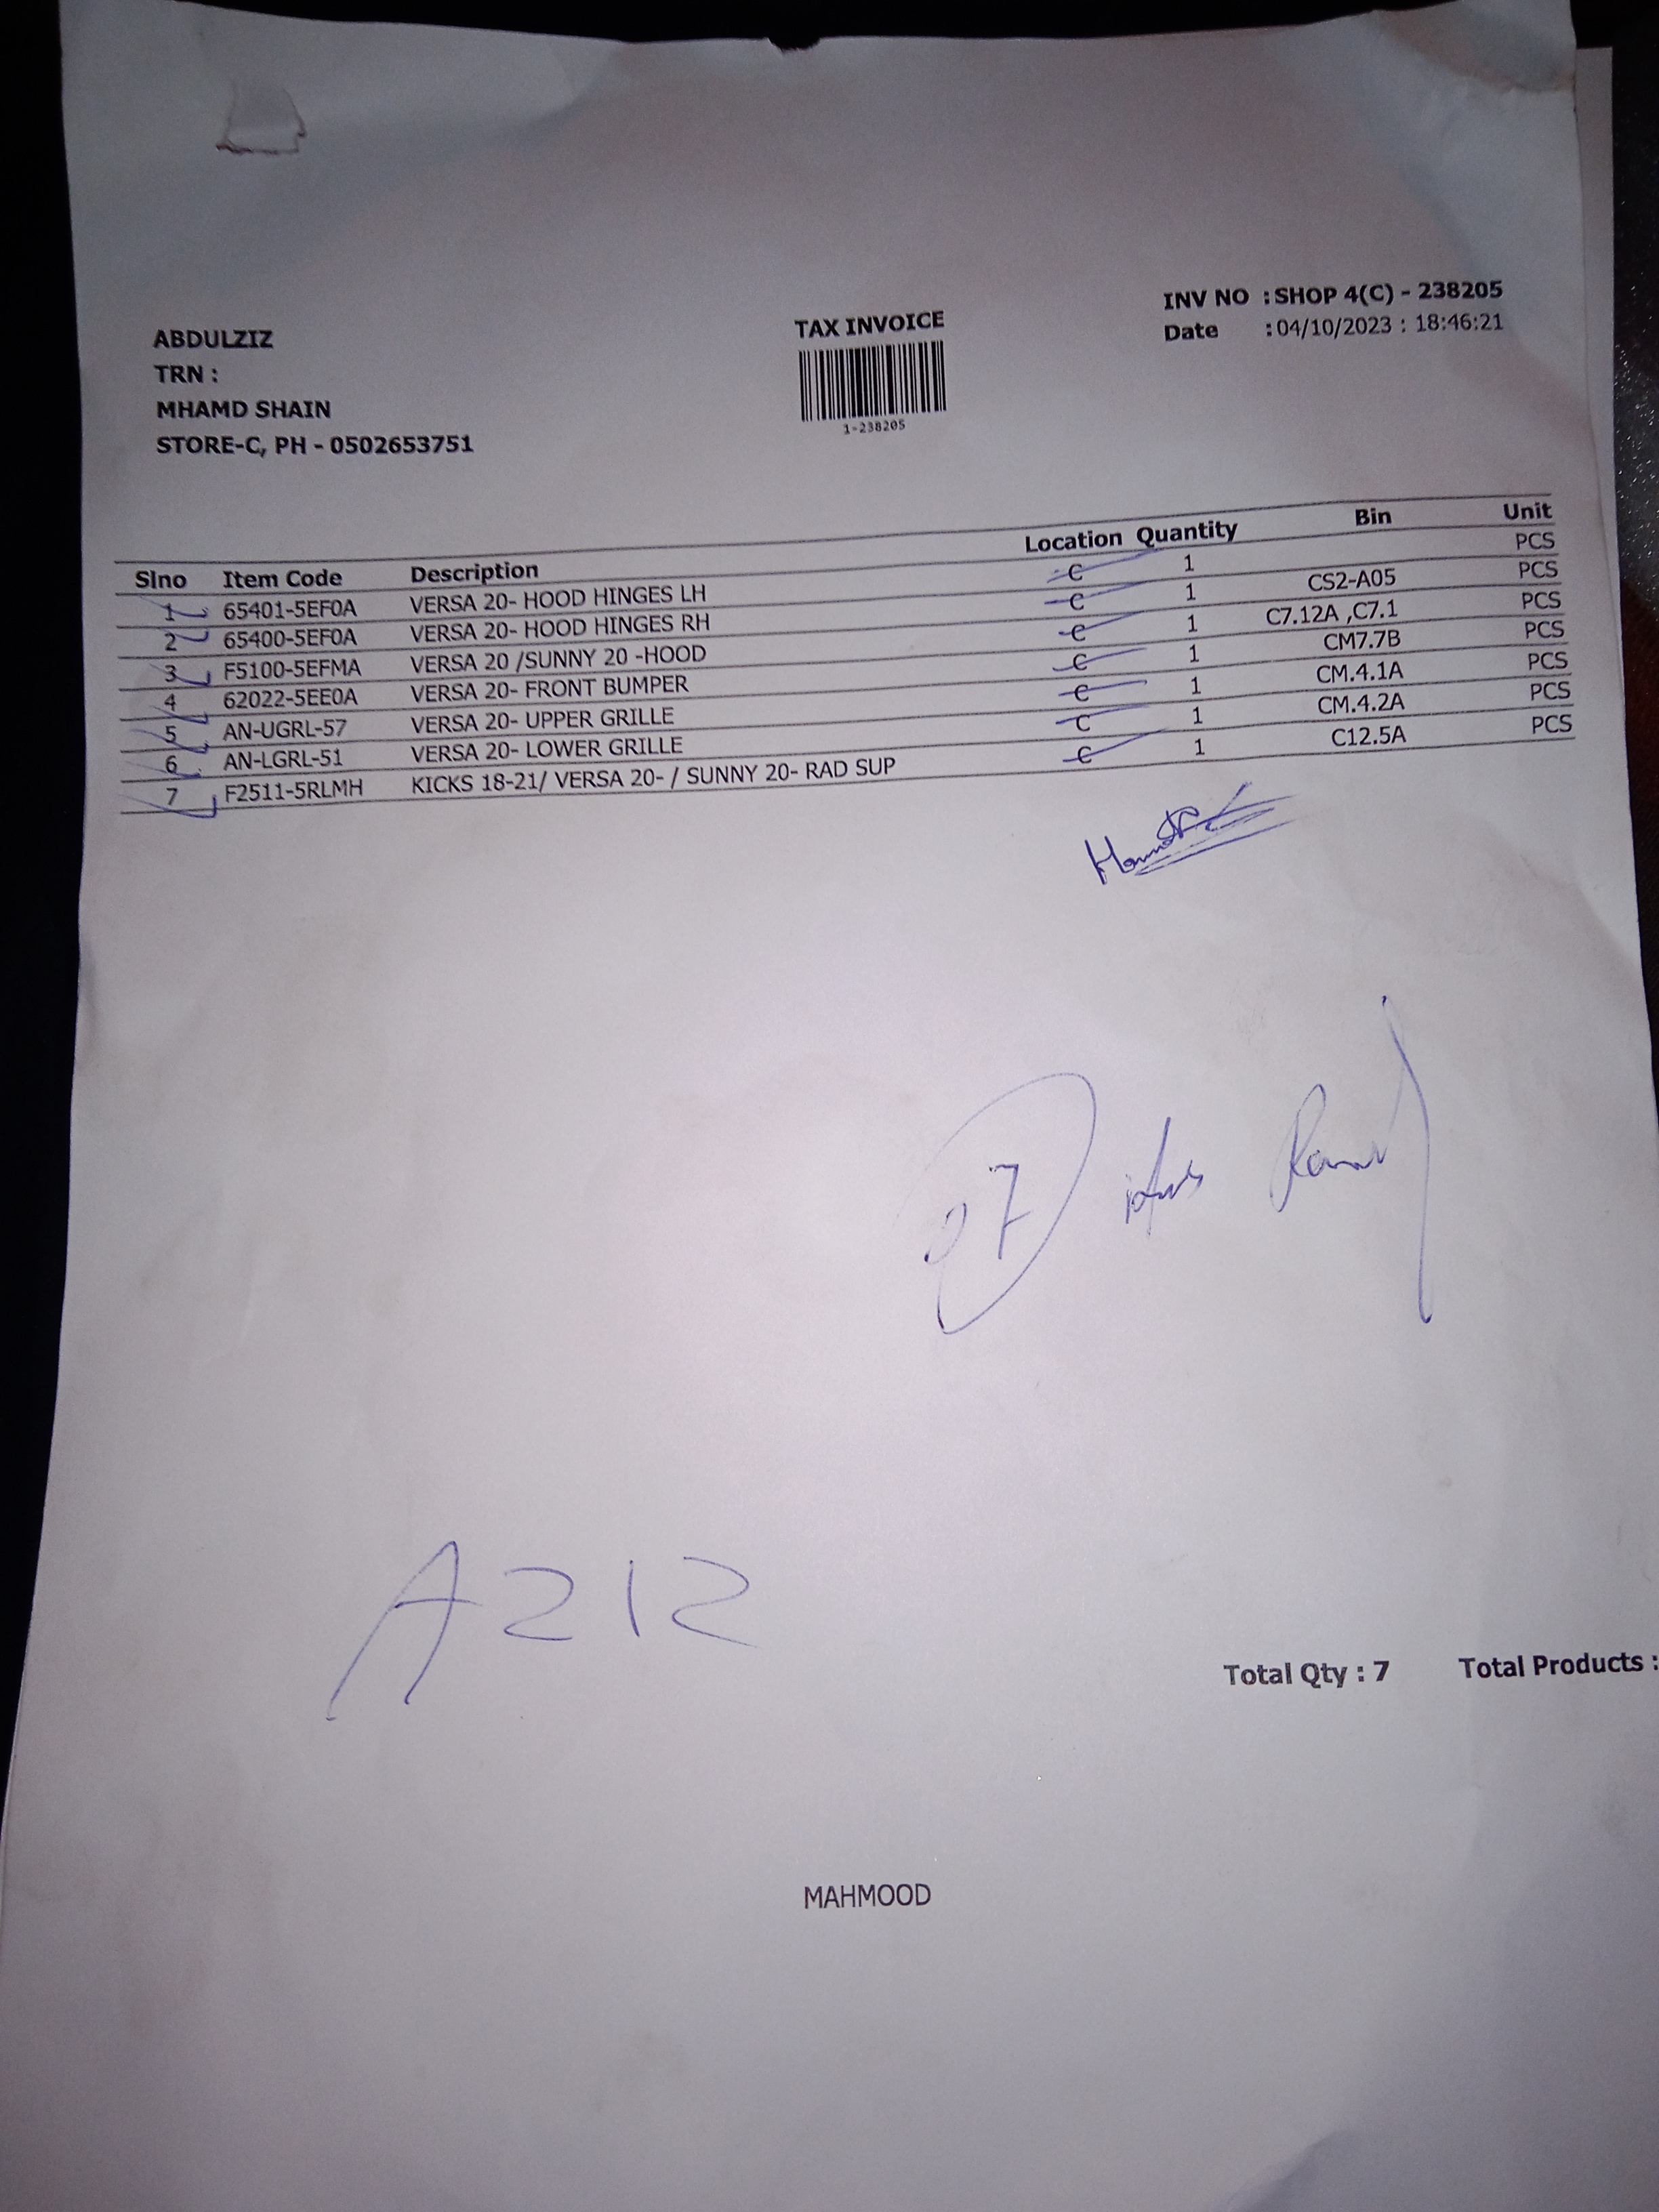 INV NO : SHOP 4(C) - 238205
Date : 04/10/2023 : 18:46:21
TAX INVOICE
1-238205
ABDULZIZ
TRN :
MHAMD SHAIN
STORE-C, PH - 0502653751
Slno Item Code Description Location Quantity Bin Unit
1 65401-5EF0A VERSA 20- HOOD HINGES LH C 1 PCS
2 65400-5EF0A VERSA 20- HOOD HINGES RH C 1 CS2-A05 PCS
3 F5100-5EFMA VERSA 20 /SUNNY 20 -HOOD C 1 C7.12A ,C7.1 PCS
4 62022-5EE0A VERSA 20- FRONT BUMPER C 1 CM7.7B PCS
5 AN-UGRL-57 VERSA 20- UPPER GRILLE C 1 CM.4.1A PCS
6 AN-LGRL-51 VERSA 20- LOWER GRILLE C 1 CM.4.2A PCS
7 F2511-5RLMH KICKS 18-21/ VERSA 20- / SUNNY 20- RAD SUP C 1 C12.5A PCS
07
AZIZ
Total Qty : 7 Total Products :
MAHMOOD